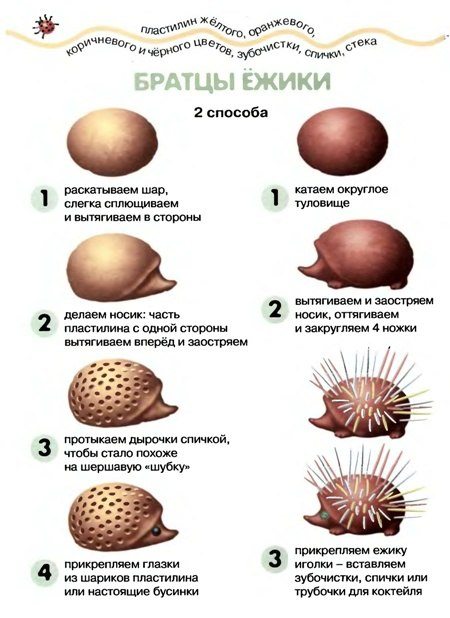 пластилин жёлтого, оранжевого,
коричневого и чёрного цветов, зубочистки, спички, стека
БРАТЦЫ ЁЖИКИ
2 способа
1
раскатываем шар,
слегка сплющиваем
и вытягиваем в стороны
2
делаем носик: часть
пластилина с одной стороны
вытягиваем вперёд и заостряем
3
протыкаем дырочки спичкой,
чтобы стало похоже
на шершавую «шубку»
4
прикрепляем глазки
из шариков пластилина
или настоящие бусинки
1
катаем округлое
туловище
2
вытягиваем и заостряем
носик, оттягиваем
и закругляем 4 ножки
3
прикрепляем ежику
иголки – вставляем
зубочистки, спички или
трубочки для коктейля